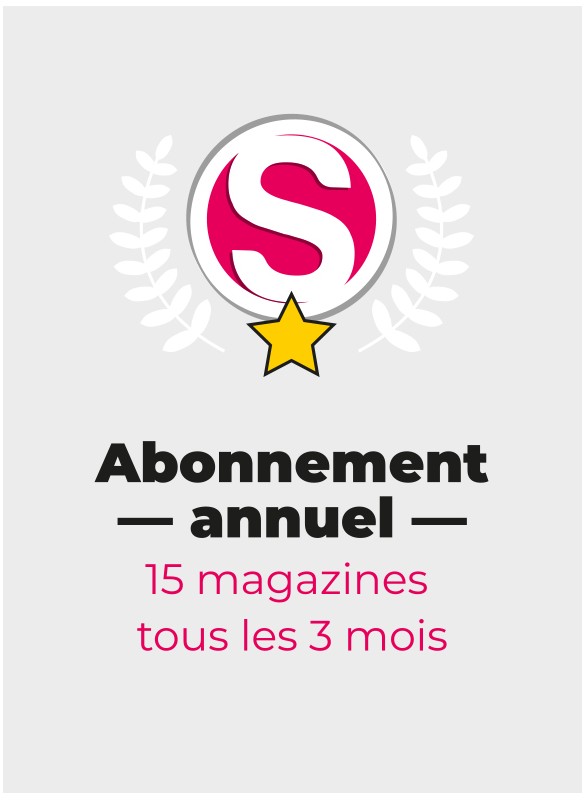 S
Abonnement
— annuel —
15 magazines
tous les 3 mois